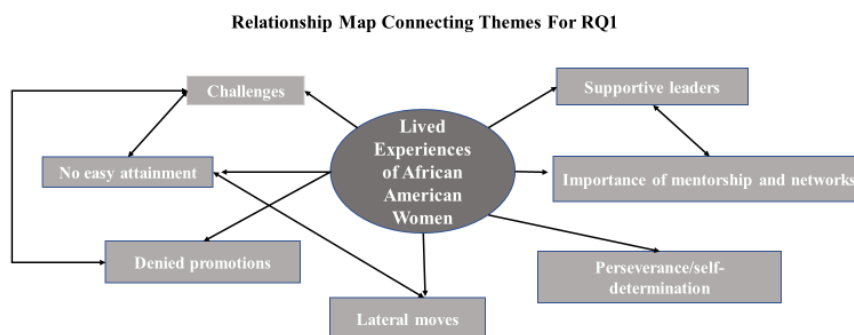 Relationship Map Connecting Themes For RQ1
Challenges
Supportive leaders
Lived
Experiences
of African
American
Women
No easy attainment
Importance of mentorship and networks
Denied promotions
Perseverance/self-
determination
Lateral moves